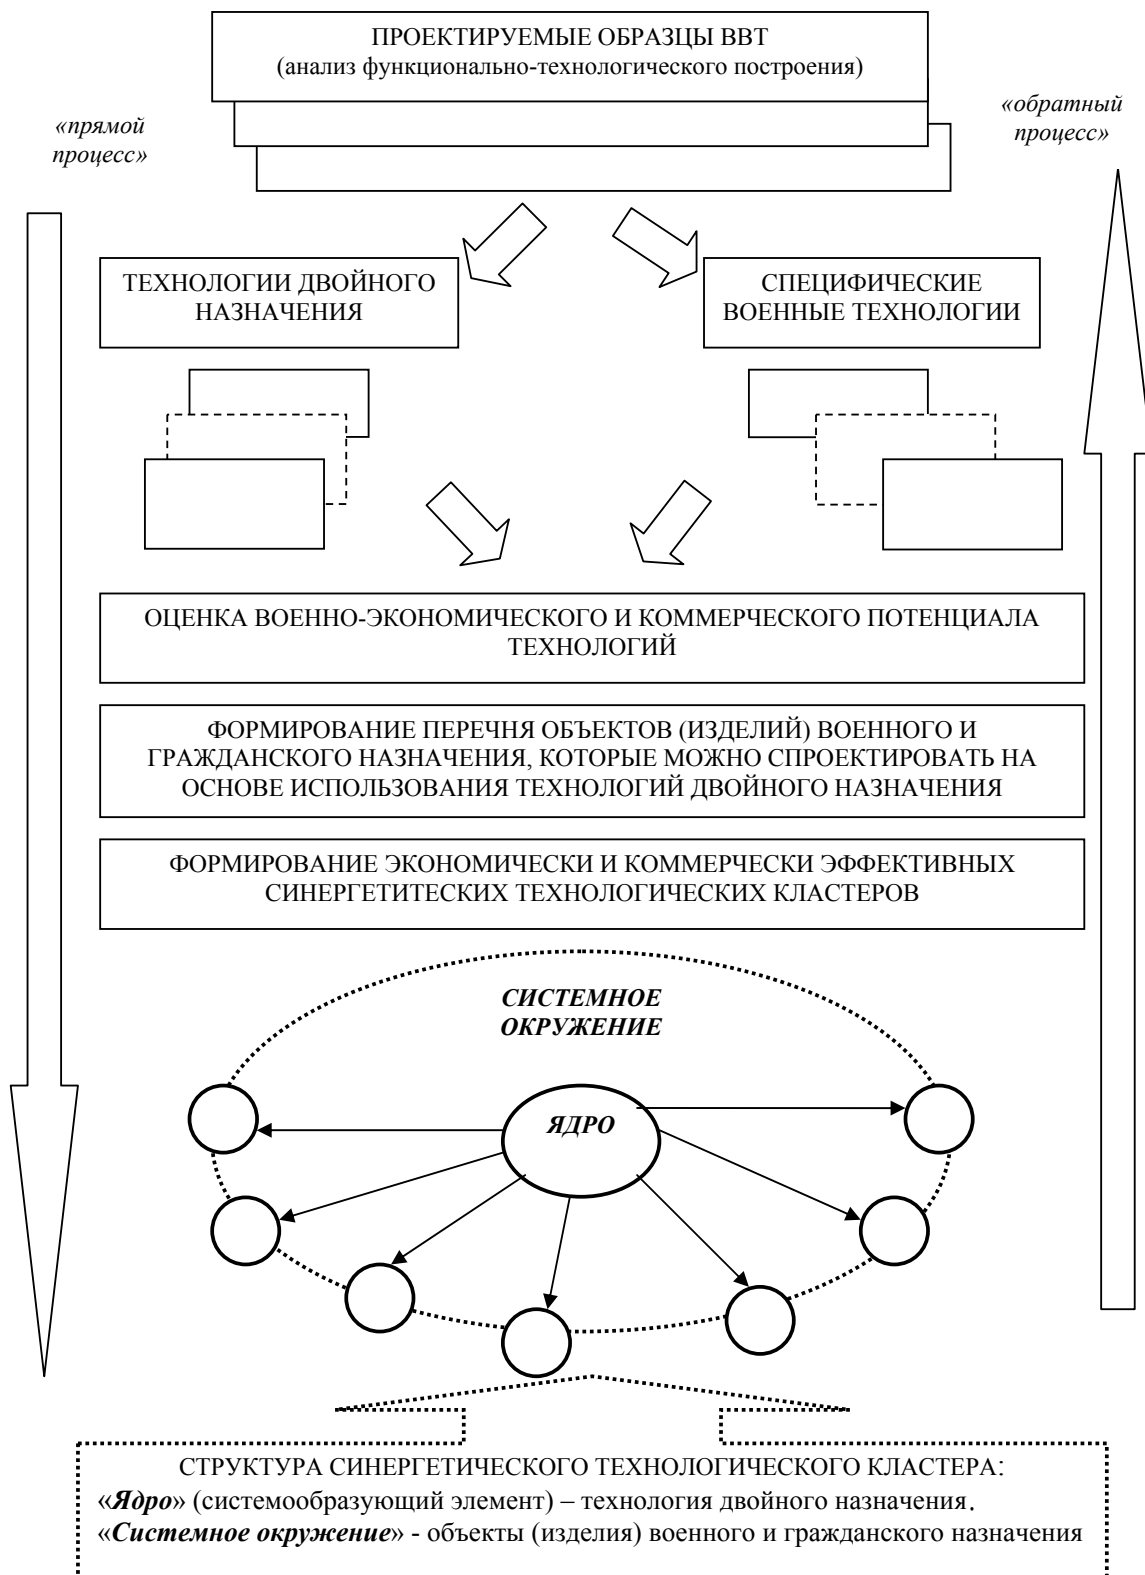 ПРОЕКТИРУЕМЫЕ ОБРАЗЦЫ ВВТ
(анализ функционально-технологического построения)
«прямой
процесс»
«обратный
процесс»
ТЕХНОЛОГИИ ДВОЙНОГО
НАЗНАЧЕНИЯ
СПЕЦИФИЧЕСКИЕ
ВОЕННЫЕ ТЕХНОЛОГИИ
ОЦЕНКА ВОЕННО-ЭКОНОМИЧЕСКОГО И КОММЕРЧЕСКОГО ПОТЕНЦИАЛА
ТЕХНОЛОГИЙ
ФОРМИРОВАНИЕ ПЕРЕЧНЯ ОБЪЕКТОВ (ИЗДЕЛИЙ) ВОЕННОГО И
ГРАЖДАНСКОГО НАЗНАЧЕНИЯ, КОТОРЫЕ МОЖНО СПРОЕКТИРОВАТЬ НА
ОСНОВЕ ИСПОЛЬЗОВАНИЯ ТЕХНОЛОГИЙ ДВОЙНОГО НАЗНАЧЕНИЯ
ФОРМИРОВАНИЕ ЭКОНОМИЧЕСКИ И КОММЕРЧЕСКИ ЭФФЕКТИВНЫХ
СИНЕРГЕТИТЕСКИХ ТЕХНОЛОГИЧЕСКИХ КЛАСТЕРОВ
СИСТЕМНОЕ
ОКРУЖЕНИЕ
ЯДРО
СТРУКТУРА СИНЕРГЕТИЧЕСКОГО ТЕХНОЛОГИЧЕСКОГО КЛАСТЕРА:
«Ядро» (системообразующий элемент) – технология двойного назначения.
«Системное окружение» - объекты (изделия) военного и гражданского назначения